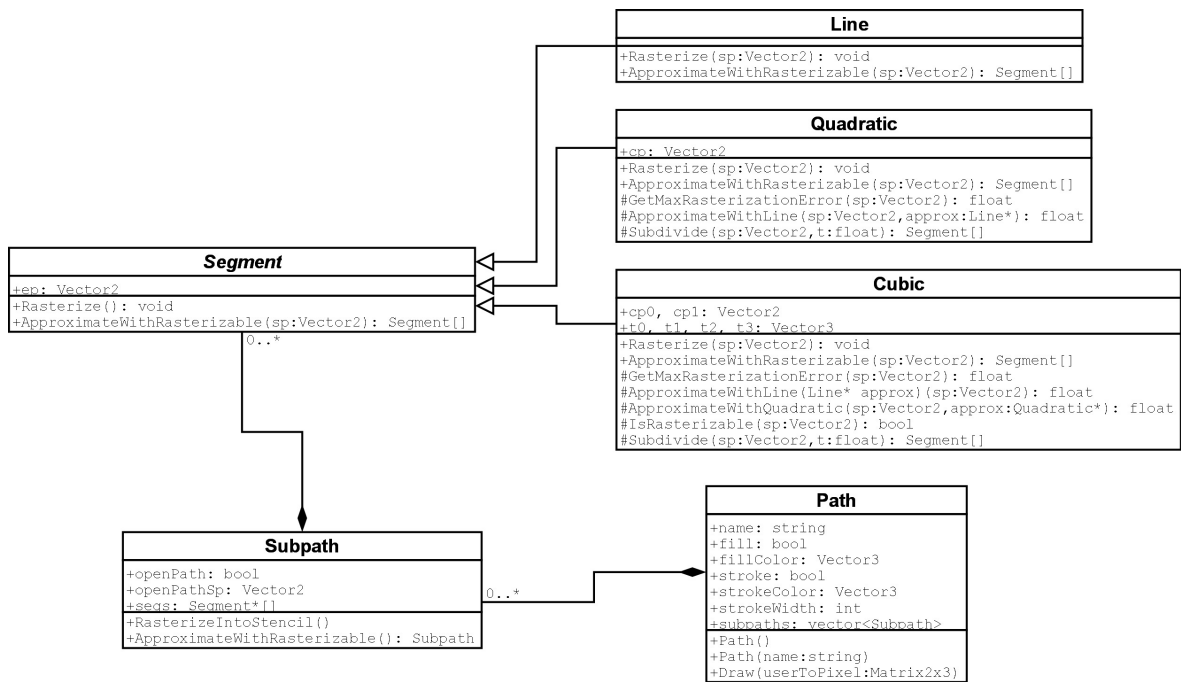 Line
+Rasterize(sp:Vector2): void
+ApproximateWithRasterizable(sp:Vector2): Segment[]
Quadratic
+cp: Vector2
+Rasterize(sp:Vector2): void
+ApproximateWithRasterizable(sp:Vector2): Segment[]
#GetMaxRasterizationError(sp:Vector2): float
#ApproximateWithLine(sp:Vector2,approx:Line*): float
#Subdivide(sp:Vector2,t:float): Segment[]
Segment
+ep: Vector2
+Rasterize(): void
+ApproximateWithRasterizable(sp:Vector2): Segment[]
0..*
Cubic
+cp0, cp1: Vector2
+t0, t1, t2, t3: Vector3
+Rasterize(sp:Vector2): void
+ApproximateWithRasterizable(sp:Vector2): Segment[]
#GetMaxRasterizationError(sp:Vector2): float
#ApproximateWithLine(Line* approx)(sp:Vector2): float
#ApproximateWithQuadratic(sp:Vector2,approx:Quadratic*): float
#IsRasterizable(sp:Vector2): bool
#Subdivide(sp:Vector2,t:float): Segment[]
Subpath
+openPath: bool
+openPathSp: Vector2
+segs: Segment*[]
+RasterizeIntoStencil()
+ApproximateWithRasterizable(): Subpath
0..*
Path
+name: string
+fill: bool
+fillColor: Vector3
+stroke: bool
+strokeColor: Vector3
+strokeWidth: int
+subpaths: vector<Subpath>
+Path()
+Path(name:string)
+Draw(userToPixel:Matrix2x3)